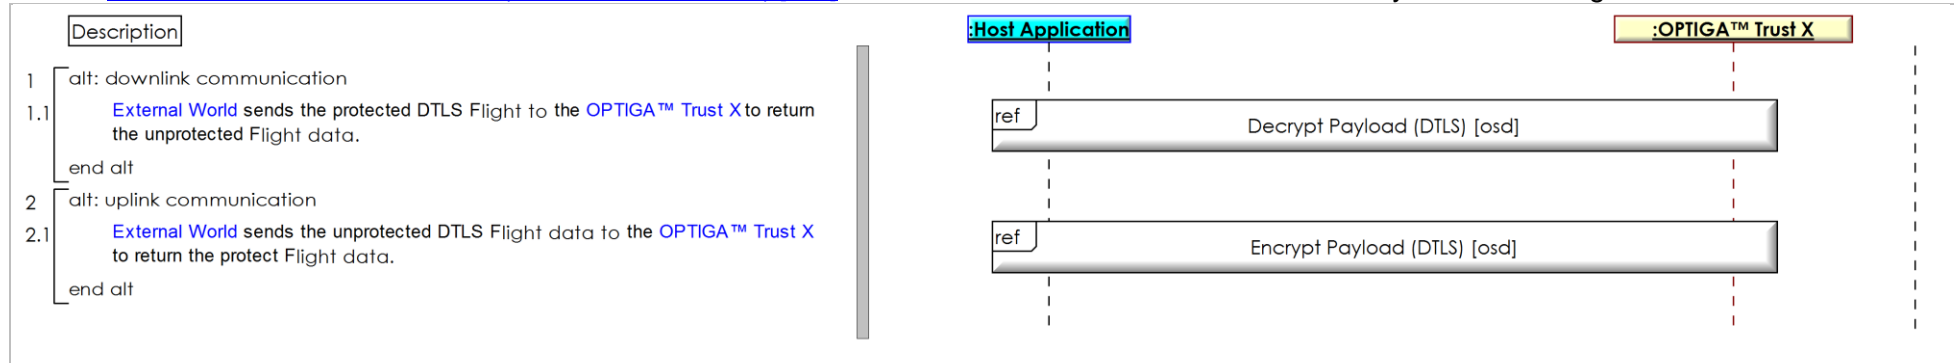 Description
:Host Application
:OPTIGA™ Trust X
1
alt: downlink communication
1.1
External World sends the protected DTLS Flight to the OPTIGA™ Trust X to return
the unprotected Flight data.
end alt
ref
Decrypt Payload (DTLS) [osd]
2
alt: uplink communication
2.1
External World sends the unprotected DTLS Flight data to the OPTIGA™ Trust X
to return the protect Flight data.
end alt
ref
Encrypt Payload (DTLS) [osd]